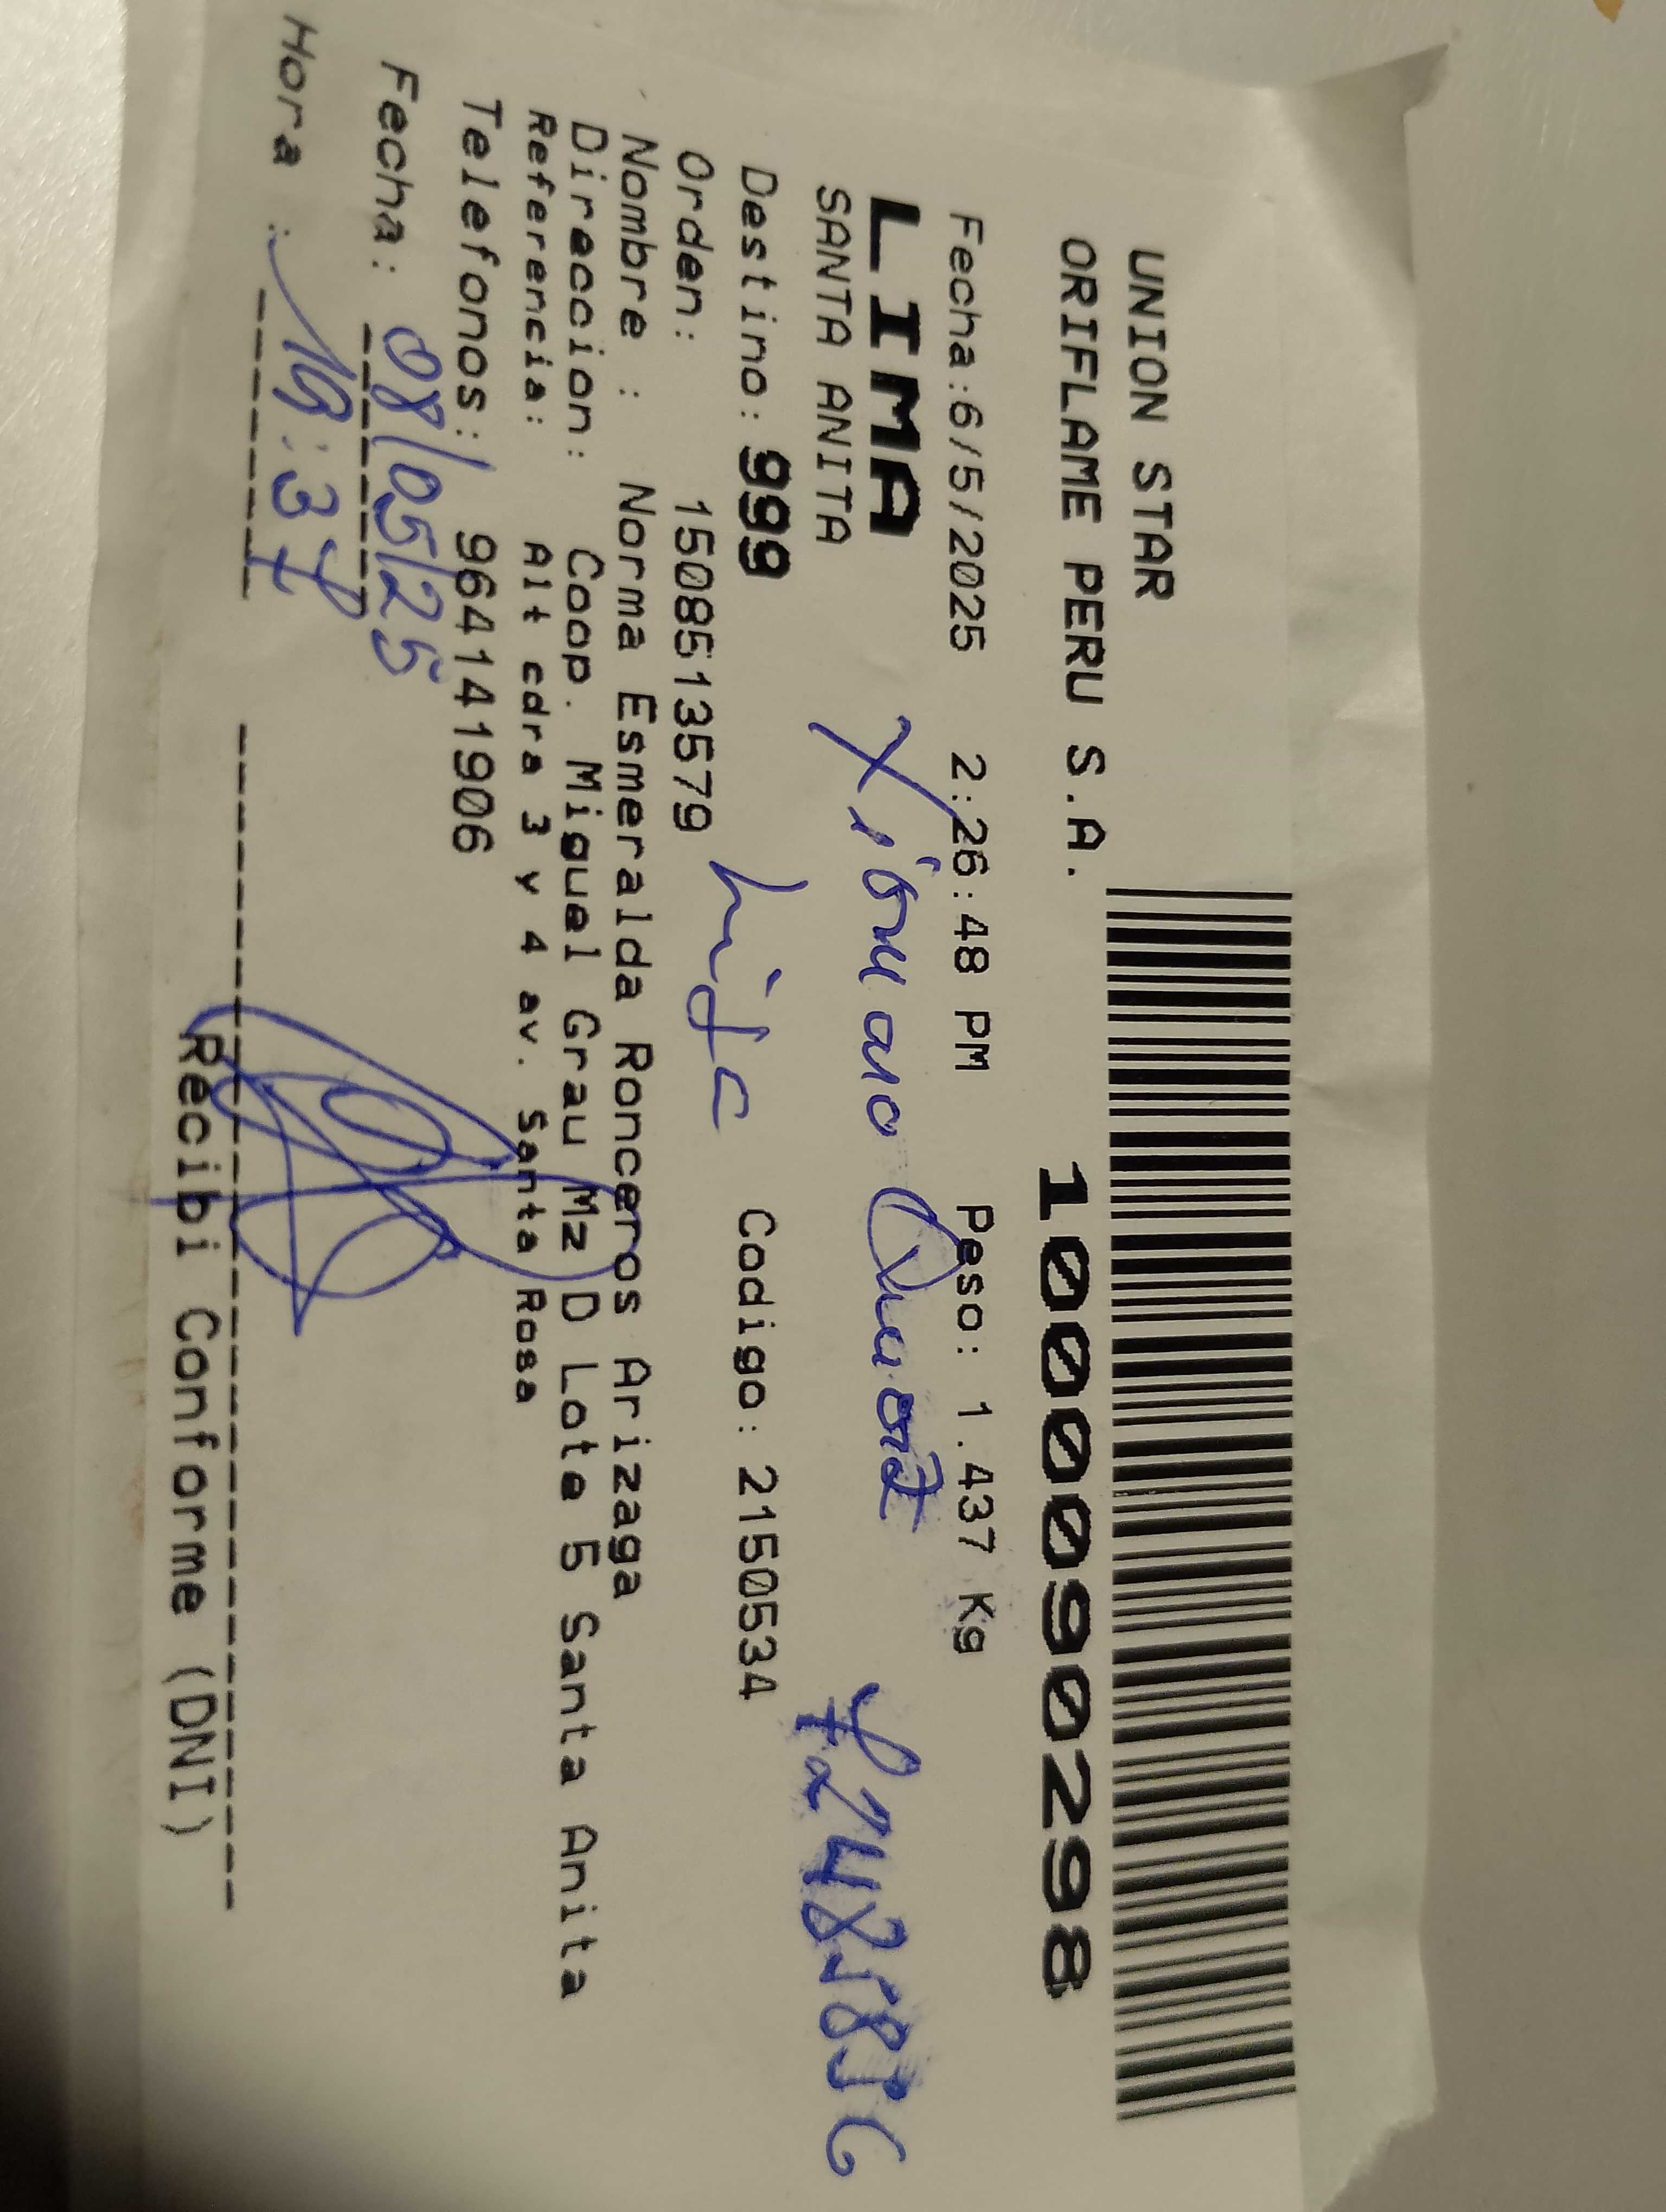 UNION STAR
ORIFLAME PERU S.A.
10000090298
Fecha:6/5/2025 2:26:48 PM Peso: 1.437 Kg
LIMA
SANTA ANITA
Destino: 999 Codigo: 2150534
Orden: 1508513579
hija
Nombre : Norma Esmeralda Ronceros Arizaga
Direccion: Coop. Miguel Grau Mz D Lote 5 Santa Anita
Referencia: Alt cdra 3 y 4 av. Santa Rosa
Telefonos: 964141906
Fecha: 08/05/25
Hora :
Recibi Conforme (DNI)